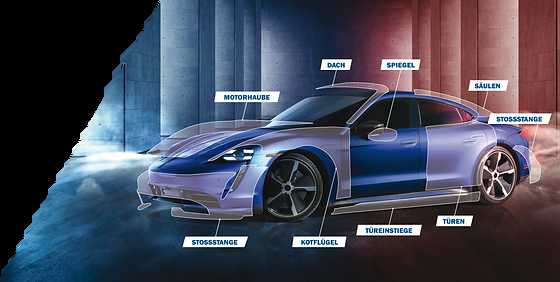 DACH
SPIEGEL
SÄULEN
MOTORHAUBE
STOSSSTANGE
TÜREN
TÜREINSTIEGE
STOSSSTANGE
KOTFLÜGEL